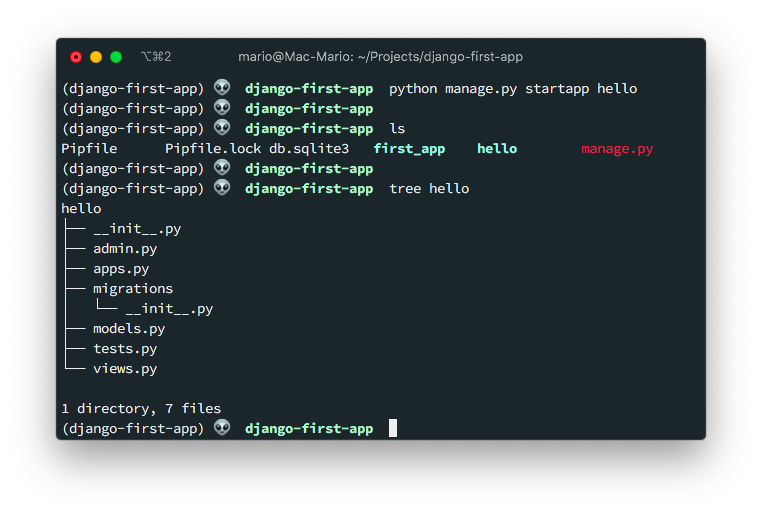 ⌥⌘2 mario@Mac-Mario: ~/Projects/django-first-app
(django-first-app) 👽 django-first-app python manage.py startapp hello
(django-first-app) 👽 django-first-app
(django-first-app) 👽 django-first-app ls
Pipfile      Pipfile.lock db.sqlite3   first_app    hello        manage.py
(django-first-app) 👽 django-first-app
(django-first-app) 👽 django-first-app tree hello
hello
├── __init__.py
├── admin.py
├── apps.py
├── migrations
│   └── __init__.py
├── models.py
├── tests.py
└── views.py
1 directory, 7 files
(django-first-app) 👽 django-first-app